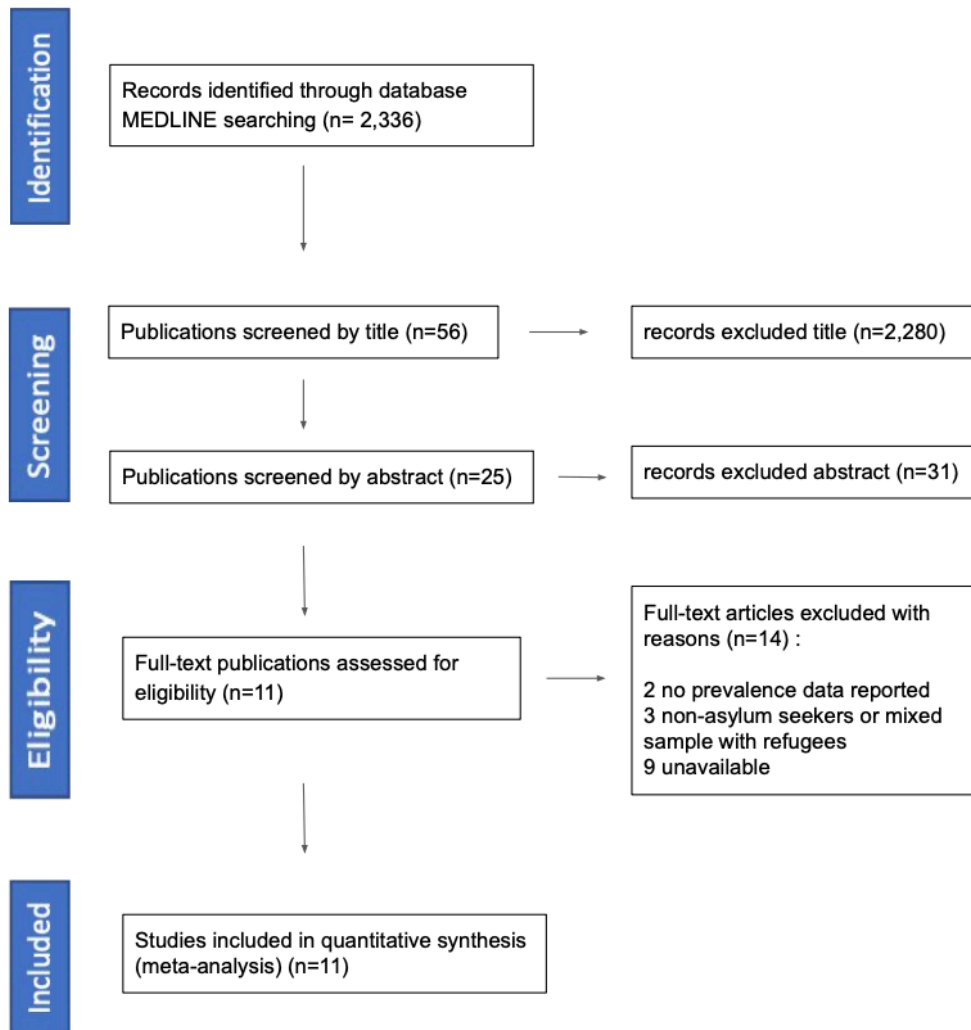 Identification
Records identified through database
MEDLINE searching (n= 2,336)
Screening
Publications screened by title (n=56)
records excluded title (n=2,280)
Publications screened by abstract (n=25)
records excluded abstract (n=31)
Eligibility
Full-text publications assessed for
eligibility (n=11)
Full-text articles excluded with
reasons (n=14) :
2 no prevalence data reported
3 non-asylum seekers or mixed
sample with refugees
9 unavailable
Included
Studies included in quantitative synthesis
(meta-analysis) (n=11)